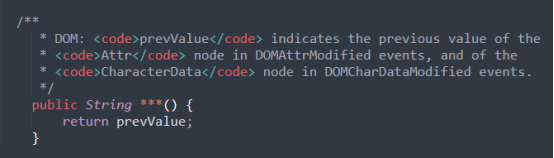 /**
* DOM: <code>prevValue</code> indicates the previous value of the
* <code>Attr</code> node in DOMAttrModified events, and of the
* <code>CharacterData</code> node in DOMCharDataModified events.
*/
public String ***() {
return prevValue;
}